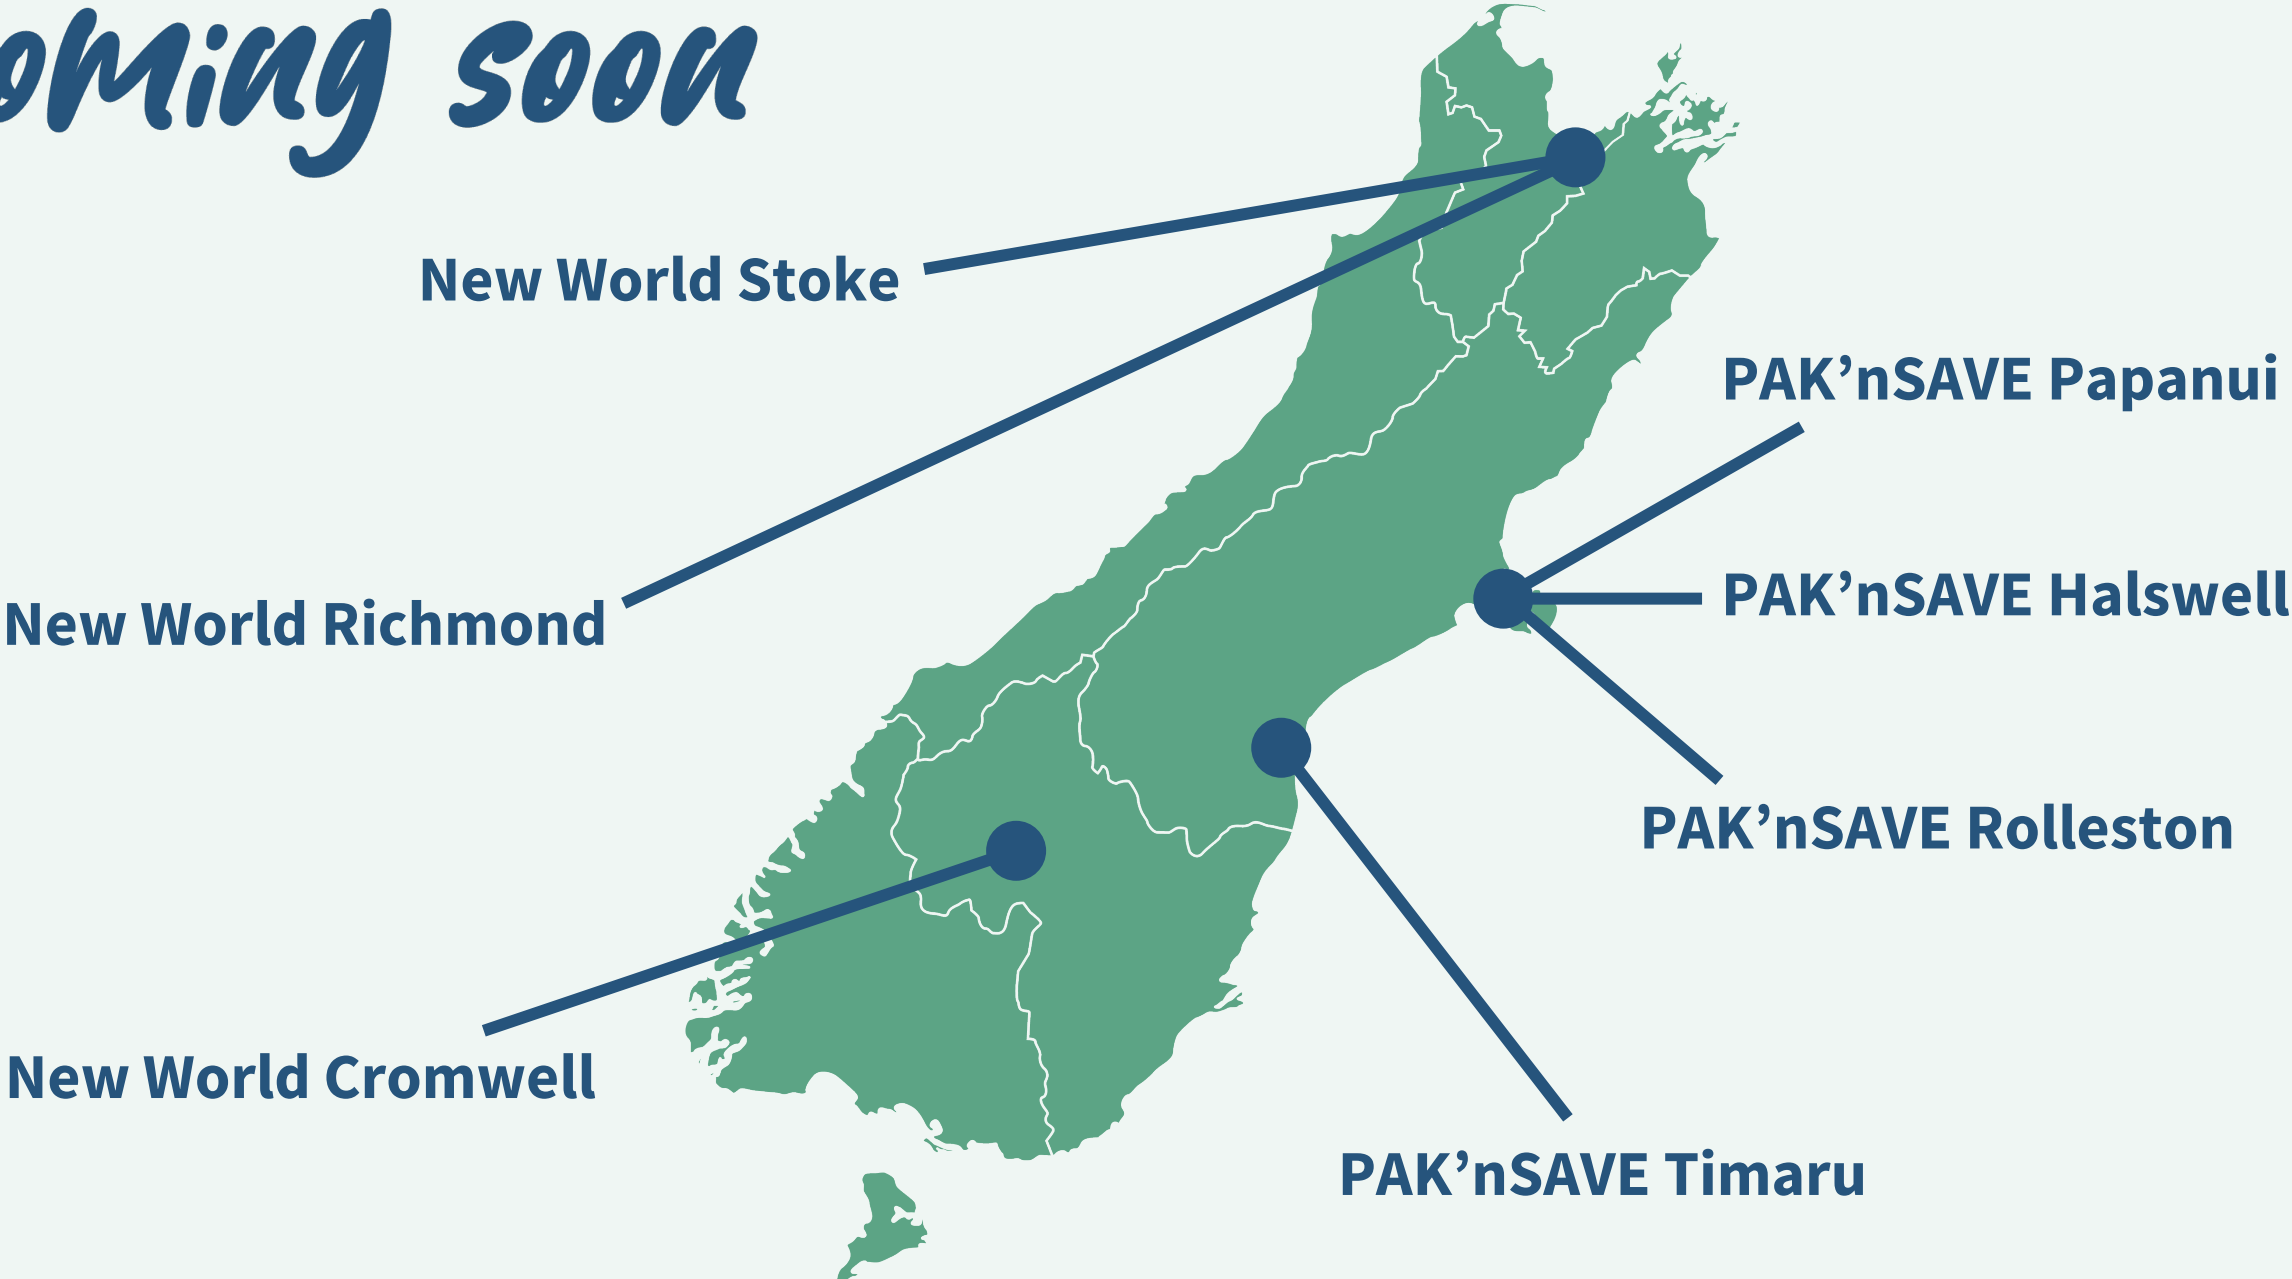 oming soon
New World Stoke
PAK’nSAVE Papanui
PAK’nSAVE Halswell
New World Richmond
PAK’nSAVE Rolleston
New World Cromwell
PAK’nSAVE Timaru